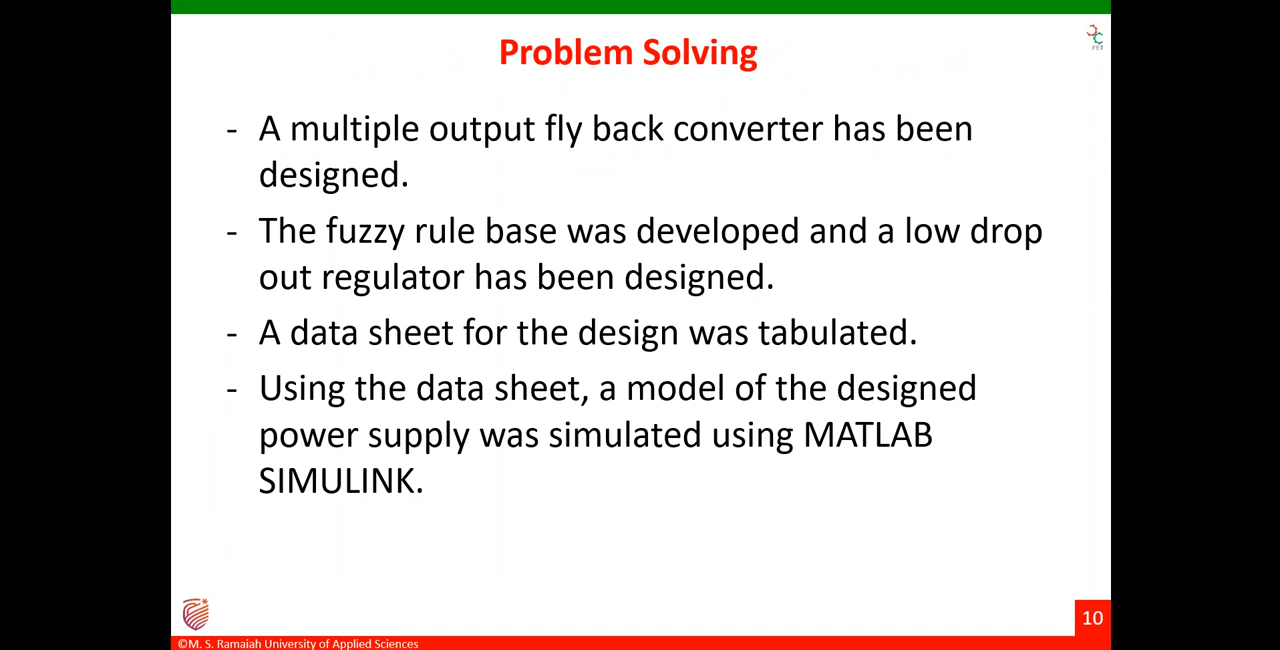 Problem Solving
FET
- A multiple output fly back converter has been
designed.
- The fuzzy rule base was developed and a low drop
out regulator has been designed.
- A data sheet for the design was tabulated.
- Using the data sheet, a model of the designed
power supply was simulated using MATLAB
SIMULINK.
10
©M. S. Ramaiah University of Applied Sciences